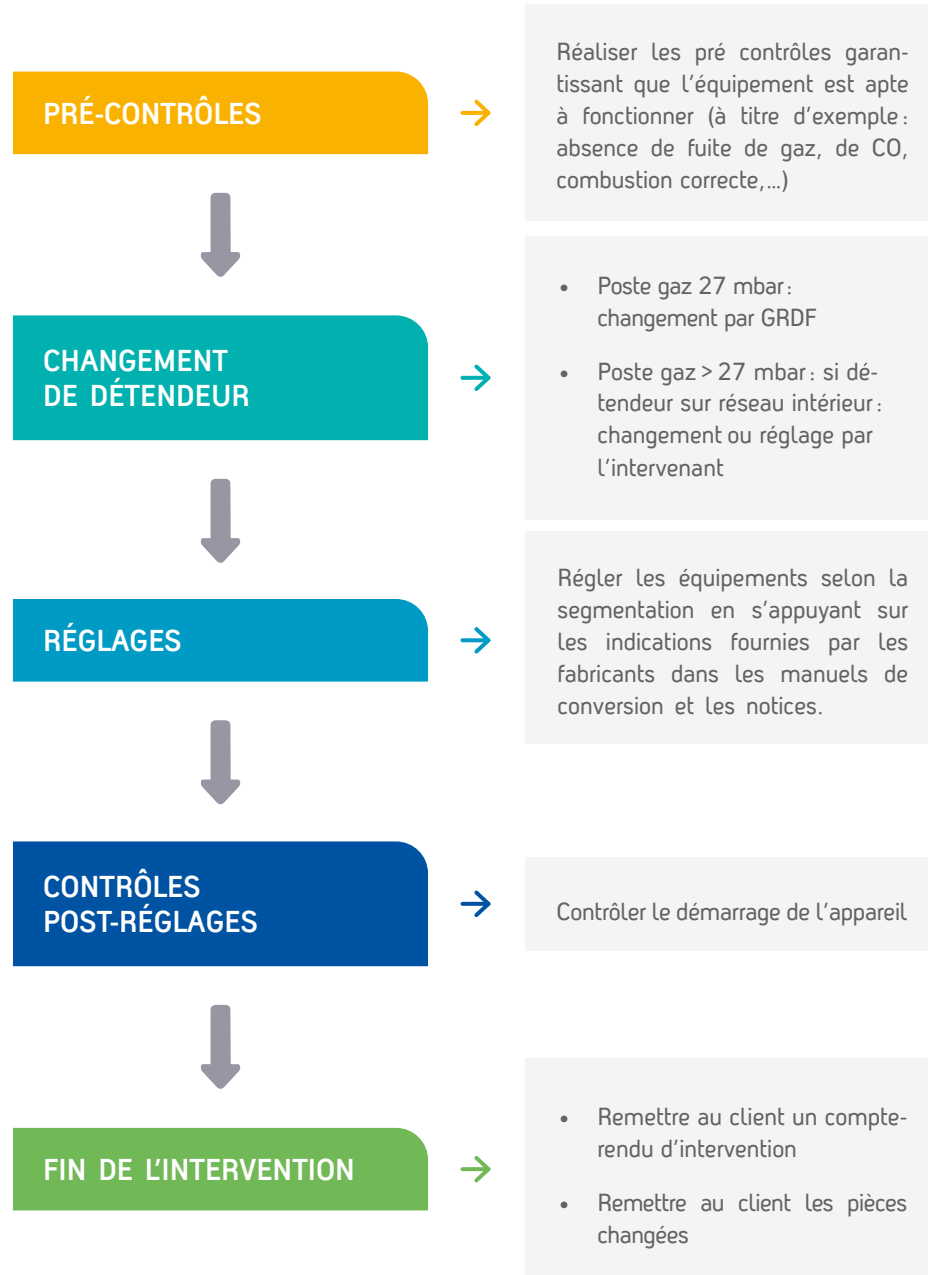 PRÉ-CONTRÔLES
Réaliser les pré contrôles garan-
tissant que l'équipement est apte
à fonctionner (à titre d'exemple :
absence de fuite de gaz, de CO,
combustion correcte,...)
CHANGEMENT
DE DÉTENDEUR
• Poste gaz 27 mbar :
changement par GRDF
• Poste gaz > 27 mbar : si dé-
tendeur sur réseau intérieur :
changement ou réglage par
l'intervenant
RÉGLAGES
Régler les équipements selon la
segmentation en s'appuyant sur
les indications fournies par les
fabricants dans les manuels de
conversion et les notices.
CONTRÔLES
POST-RÉGLAGES
Contrôler le démarrage de l'appareil
FIN DE L'INTERVENTION
• Remettre au client un compte-
rendu d'intervention
• Remettre au client les pièces
changées